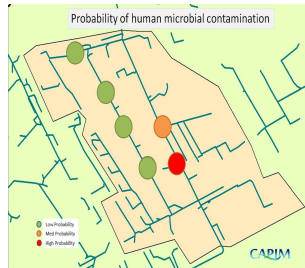 Probability of human microbial contamination
Low Probability
Med Probability
High Probability
CAPIM